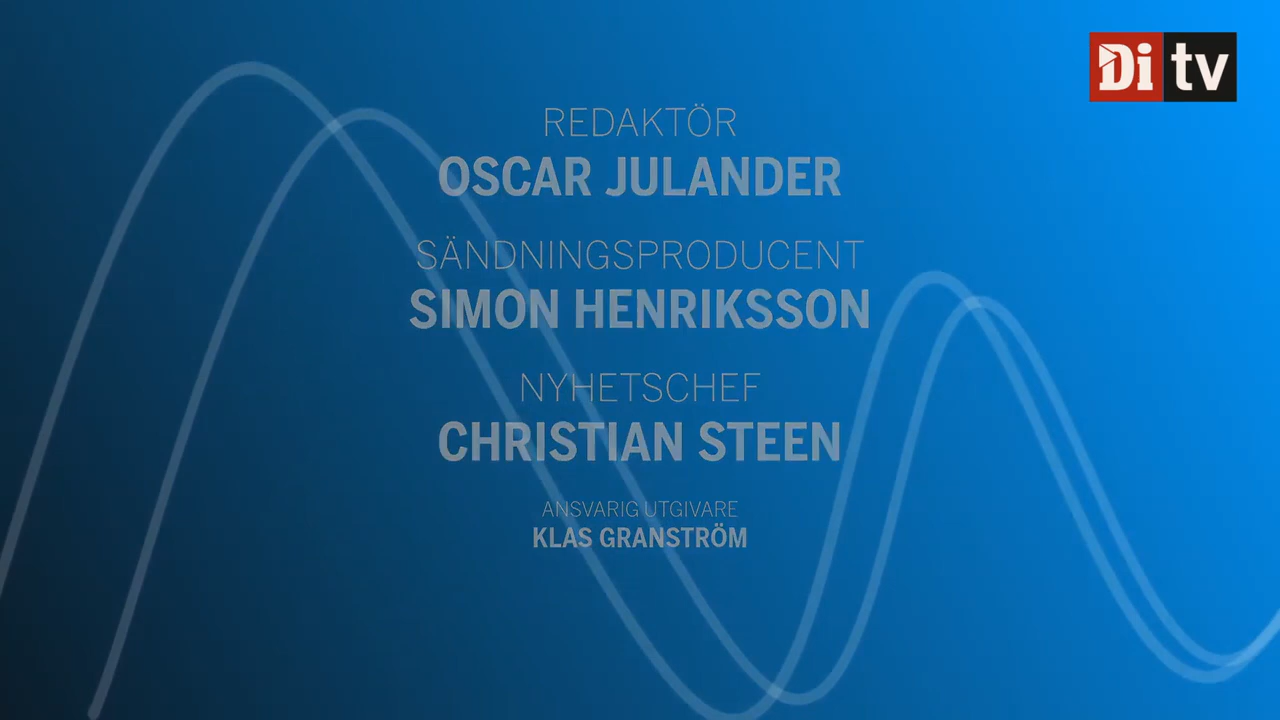 Di tv
REDAKTÖR
OSCAR JULANDER
SÄNDNINGSPRODUCENT
SIMON HENRIKSSON
NYHETSCHEF
CHRISTIAN STEEN
ANSVARIG UTGIVARE
KLAS GRANSTRÖM